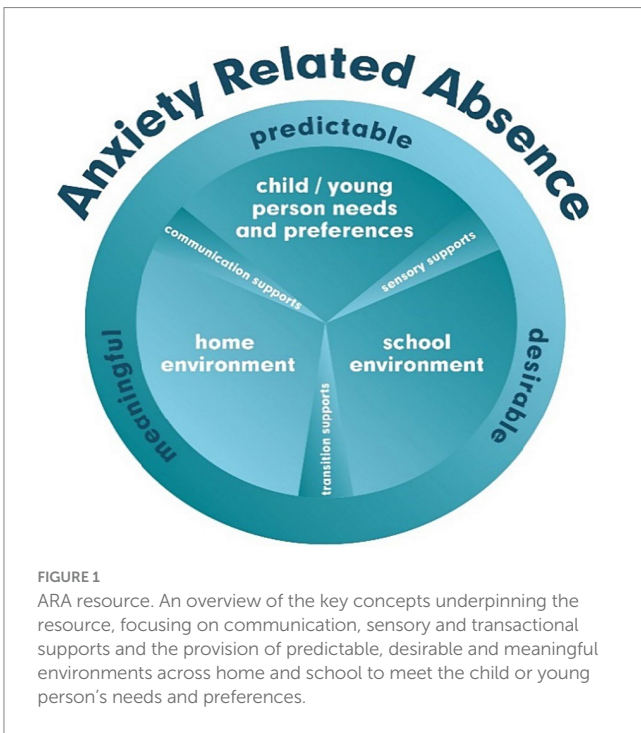 Anxiety Related Absence
predictable
child / young
person needs
and preferences
communication supports
sensory supports
home
environment
school
environment
transition supports
meaningful
desirable
FIGURE 1
ARA resource. An overview of the key concepts underpinning the
resource, focusing on communication, sensory and transactional
supports and the provision of predictable, desirable and meaningful
environments across home and school to meet the child or young
person's needs and preferences.